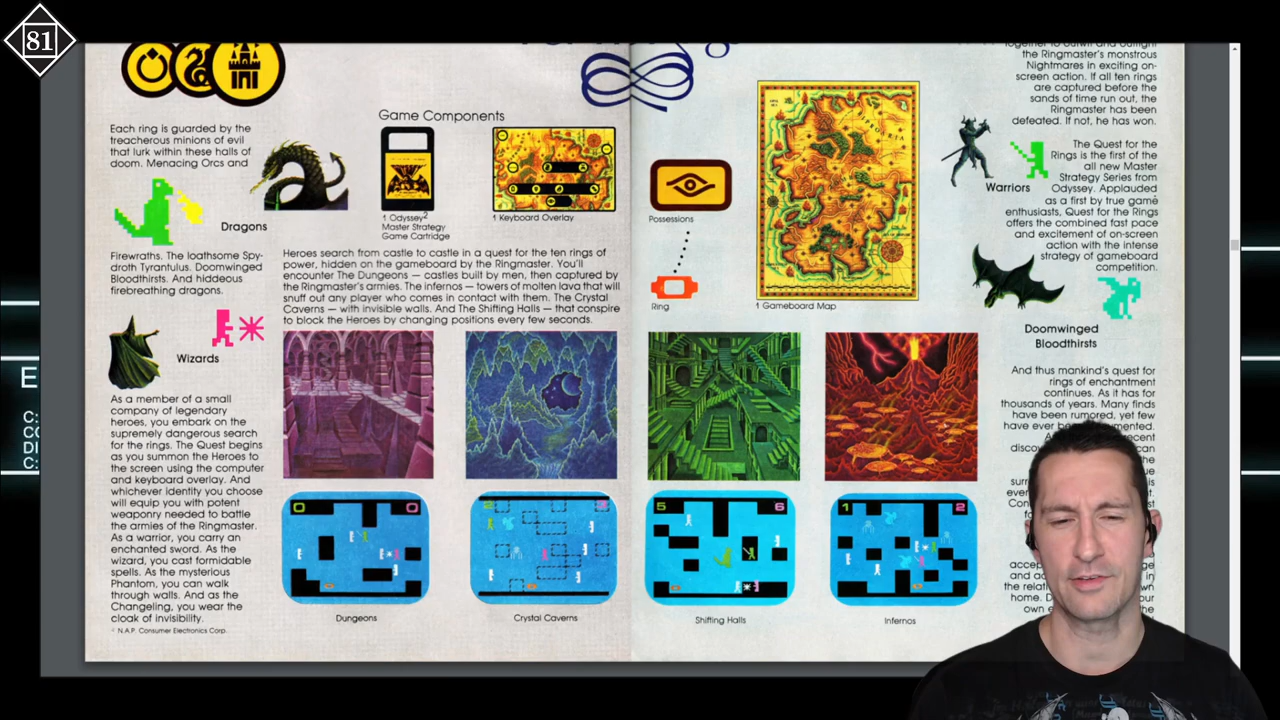 81
Each ring is guarded by the
treacherous minions of evil
that lurk within these halls of
doom. Menacing Orcs and
Dragons
Firewraths. The loathsome Spy-
droth Tyrantulus. Doomwinged
Bloodthirsts. And hideous
firebreathing dragons.
Wizards
As a member of a small
company of legendary
heroes, you embark on the
supremely dangerous search
for the rings. The Quest begins
as you summon the Heroes to
the screen using the computer
and keyboard overlay. And
whichever identity you choose
will equip you with potent
weaponry needed to battle
the armies of the Ringmaster.
As a warrior, you carry an
enchanted sword. As the
wizard, you cast formidable
spells. As the mysterious
Phantom, you can walk
through walls. And as the
Changeling, you wear the
cloak of invisibility.
N.A.P. Consumer Electronics Corp.
Game Components
1 Odyssey2
Master Strategy
Game Cartridge
1 Keyboard Overlay
Heroes search from castle to castle in a quest for the ten rings of
power, hidden on the gameboard by the Ringmaster. You'll
encounter The Dungeons — castles built by men, then captured by
the Ringmaster's armies. The infernos — towers of molten lava that will
snuff out any player who comes in contact with them. The Crystal
Caverns — with invisible walls. And The Shifting Halls — that conspire
to block the Heroes by changing positions every few seconds.
0 0
Dungeons
Crystal Caverns
Possessions
Ring
1 Gameboard Map
5 6
Shifting Halls
1 2
Infernos
together to outwit and outfight
the Ringmaster's monstrous
Nightmares in exciting on-
screen action. If all ten rings
are captured before the
sands of time run out, the
Ringmaster has been
defeated. If not, he has won.
Warriors
The Quest for the
Rings is the first of the
all new Master
Strategy Series from
Odyssey. Applauded
as a first by true game
enthusiasts, Quest for the Rings
offers the combined fast pace
and excitement of on-screen
action with the intense
strategy of gameboard
competition.
Doomwinged
Bloodthirsts
And thus mankind's quest for
rings of enchantment
continues. As it has for
thousands of years. Many finds
have been rumored, yet few
have ever
recent
can
the
E
C:
C: